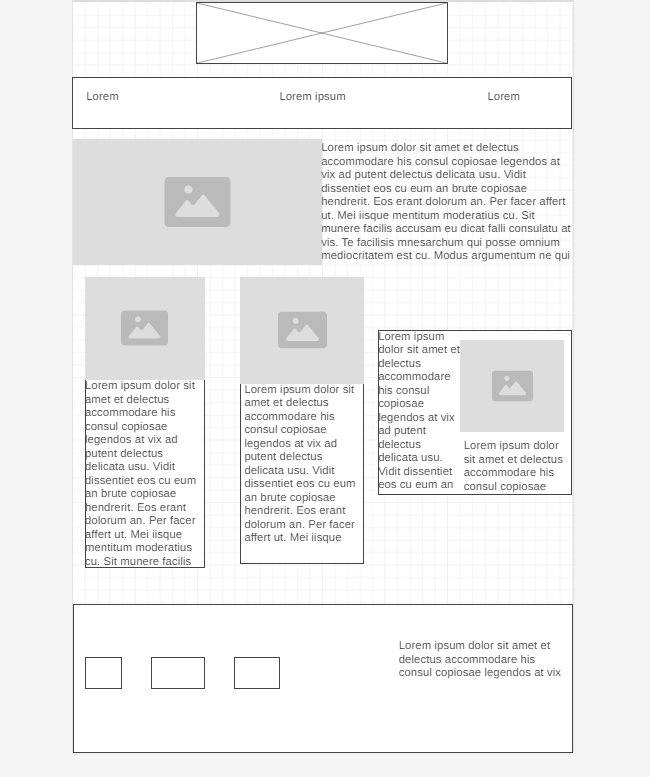 Lorem
Lorem ipsum
Lorem
Lorem ipsum dolor sit amet et delectus
accommodare his consul copiosae legendos at
vix ad putent delectus delicata usu. Vidit
dissentiet eos cu eum an brute copiosae
hendrerit. Eos erant dolorum an. Per facer affert
ut. Mei iisque mentitum moderatius cu. Sit
munere facilis accusam eu dicat falli consulatu at
vis. Te facilisis mnesarchum qui posse omnium
mediocritatem est cu. Modus argumentum ne qui
Lorem ipsum dolor sit
amet et delectus
accommodare his
consul copiosae
legendos at vix ad
putent delectus
delicata usu. Vidit
dissentiet eos cu eum
an brute copiosae
hendrerit. Eos erant
dolorum an. Per facer
affert ut. Mei iisque
mentitum moderatius
cu. Sit munere facilis
Lorem ipsum dolor sit
amet et delectus
accommodare his
consul copiosae
legendos at vix ad
putent delectus
delicata usu. Vidit
dissentiet eos cu eum
an brute copiosae
hendrerit. Eos erant
dolorum an. Per facer
affert ut. Mei iisque
Lorem ipsum
dolor sit amet et
delectus
accommodare
his consul
copiosae
legendos at vix
ad putent
delectus
delicata usu.
Vidit dissentiet
eos cu eum an
Lorem ipsum dolor
sit amet et delectus
accommodare his
consul copiosae
Lorem ipsum dolor sit amet et
delectus accommodare his
consul copiosae legendos at vix